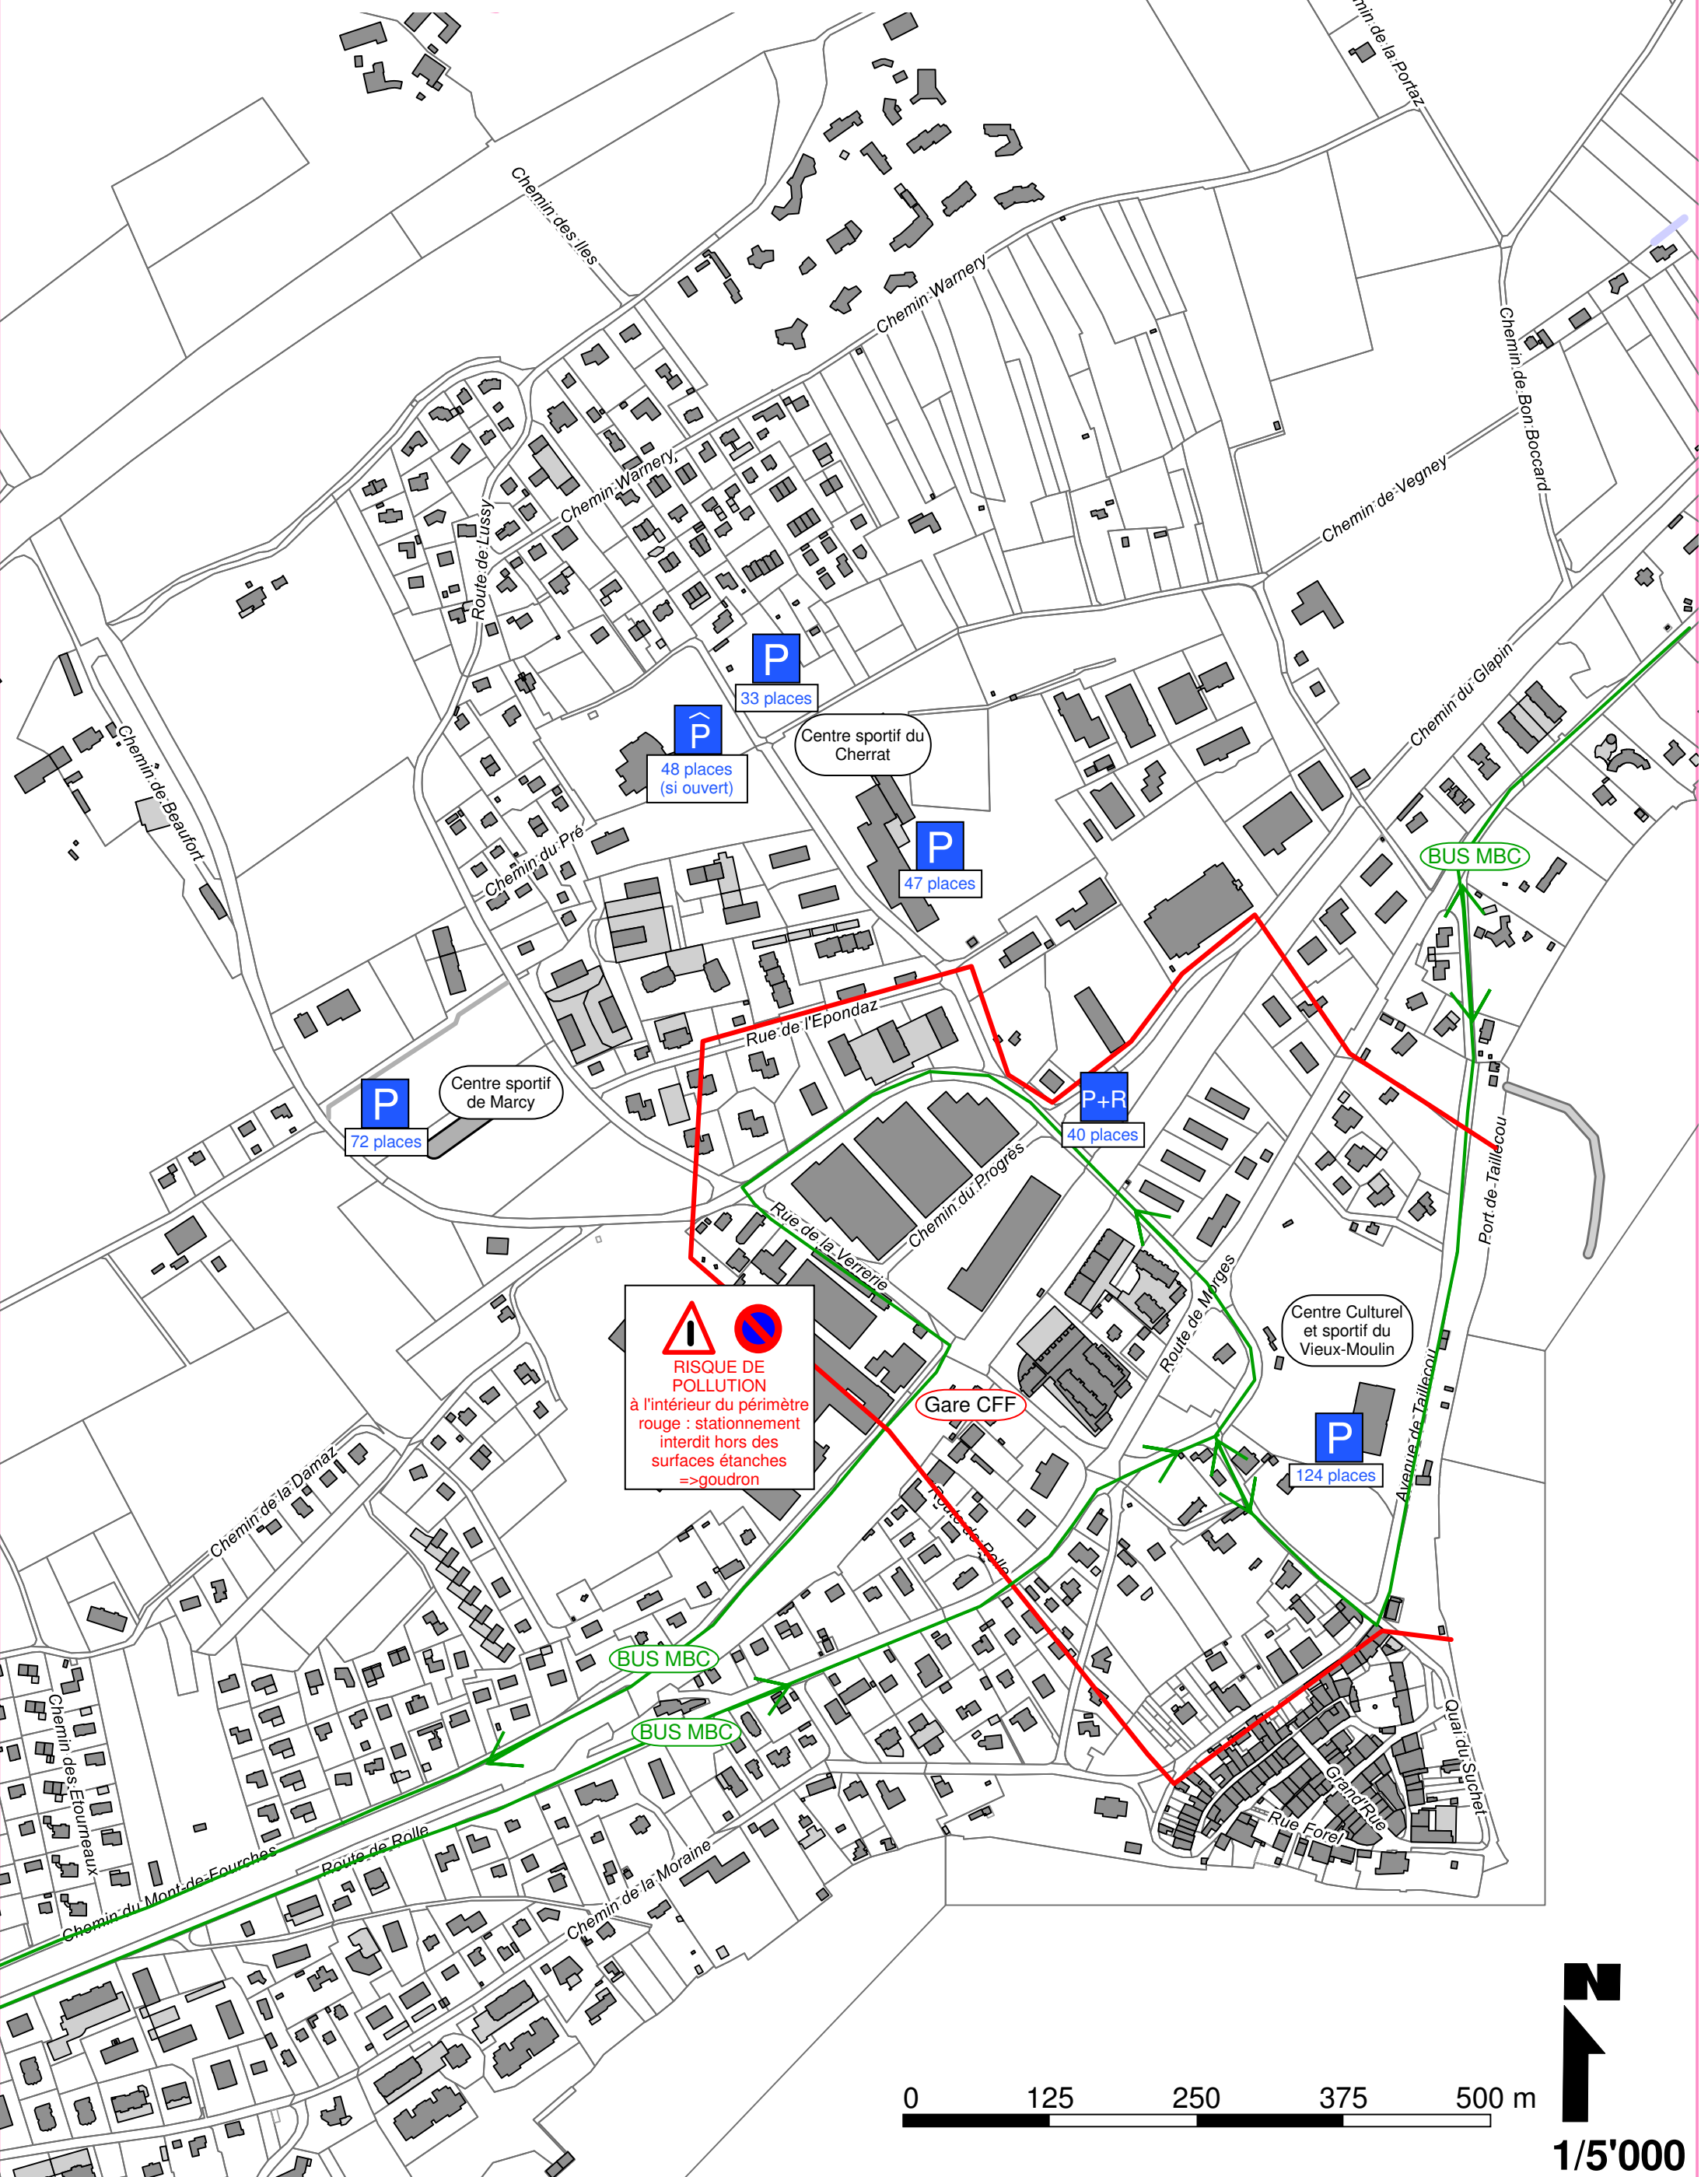 Chemin de la Portaz
Chemin des Iles
Chemin Warnery
Chemin de Bon Boccard
Chemin Warnery
Chemin de Vegney
Route de Lussy
P
33 places
Chemin du Glapin
P
48 places
(si ouvert)
Centre sportif du
Cherrat
Chemin de Beaufort
Chemin du Pré
P
47 places
BUS MBC
Rue de l'Epondaz
Centre sportif
de Marcy
P
72 places
P+R
40 places
Port de Taillecou
Chemin du Progrès
Rue de la Verrerie
Route de Morges
Centre Culturel
et sportif du
Vieux-Moulin
RISQUE DE
POLLUTION
à l'intérieur du périmètre
rouge : stationnement
interdit hors des
surfaces étanches
=>goudron
Gare CFF
Avenue de Taillecou
P
124 places
Chemin de la Damaz
Route de Rolle
BUS MBC
BUS MBC
Chemin des Etourneaux
Quai du Suchet
Grand'Rue
Rue Forel
Route de Rolle
Chemin du Mont-de-Fourches
Chemin de la Moraine
N
0 125 250 375 500 m
1/5'000